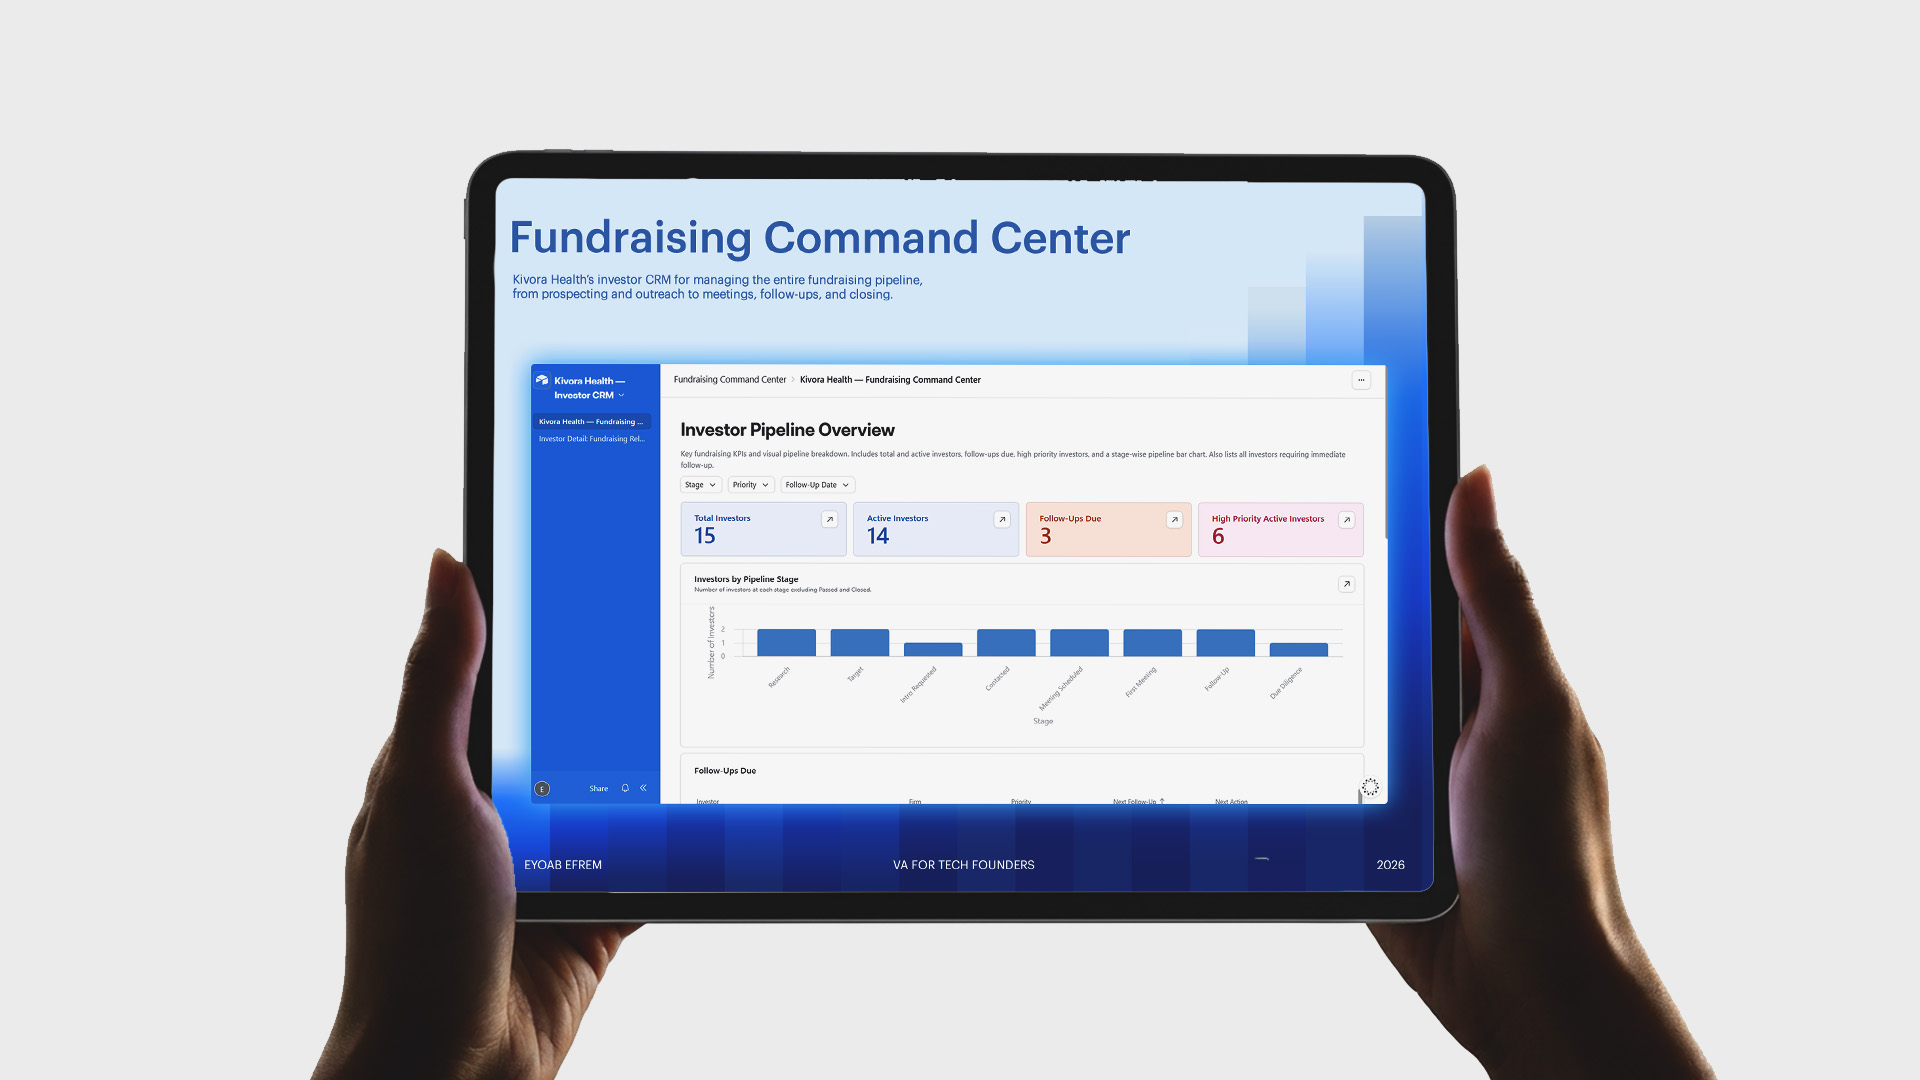 Fundraising Command Center
Kivora Health's investor CRM for managing the entire fundraising pipeline,
from prospecting and outreach to meetings, follow-ups, and closing.
Kivora Health —
Investor CRM
Kivora Health — Fundraising ...
Investor Detail: Fundraising Rel...
Fundraising Command Center > Kivora Health — Fundraising Command Center
...
Investor Pipeline Overview
Key fundraising KPIs and visual pipeline breakdown. Includes total and active investors, follow-ups due, high priority investors, and a stage-wise pipeline bar chart. Also lists all investors requiring immediate
follow-up.
Stage Priority Follow-Up Date
Total Investors
15
Active Investors
14
Follow-Ups Due
3
High Priority Active Investors
6
Investors by Pipeline Stage
Number of investors at each stage excluding Passed and Closed.
Number of Investors
2
1
0
Research
Target
Intro Requested
Contacted
Meeting Scheduled
First Meeting
Follow-Up
Due Diligence
Stage
Follow-Ups Due
Investor Firm Priority Next Follow-Up ↑ Next Action
E Share
EYOAB EFREM VA FOR TECH FOUNDERS 2026